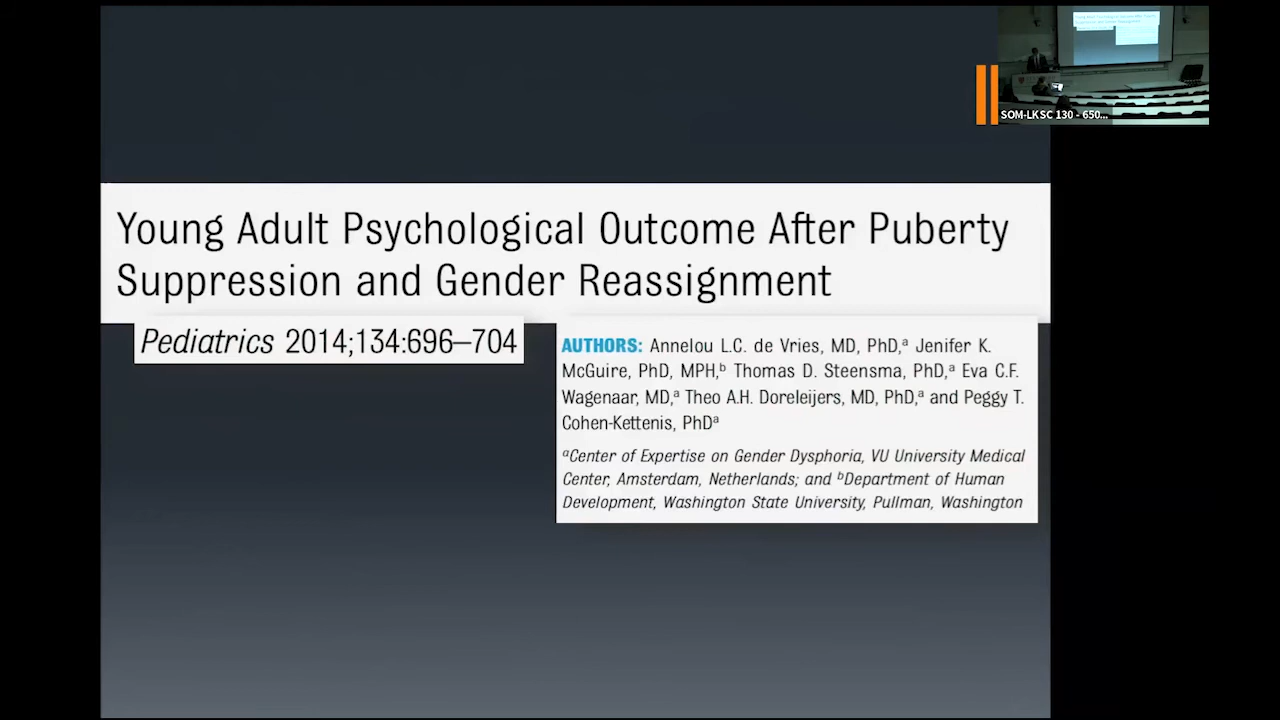 Young Adult Psychological Outcome After Puberty
Suppression and Gender Reassignment
Pediatrics 2014;134:696–704
AUTHORS: Annelou L.C. de Vries, MD, PhD,ᵃ Jenifer K.
McGuire, PhD, MPH,ᵇ Thomas D. Steensma, PhD,ᵃ Eva C.F.
Wagenaar, MD,ᵃ Theo A.H. Doreleijers, MD, PhD,ᵃ and Peggy T.
Cohen-Kettenis, PhDᵃ
ᵃCenter of Expertise on Gender Dysphoria, VU University Medical
Center, Amsterdam, Netherlands; and ᵇDepartment of Human
Development, Washington State University, Pullman, Washington
SOM-LKSC 130 - 650...